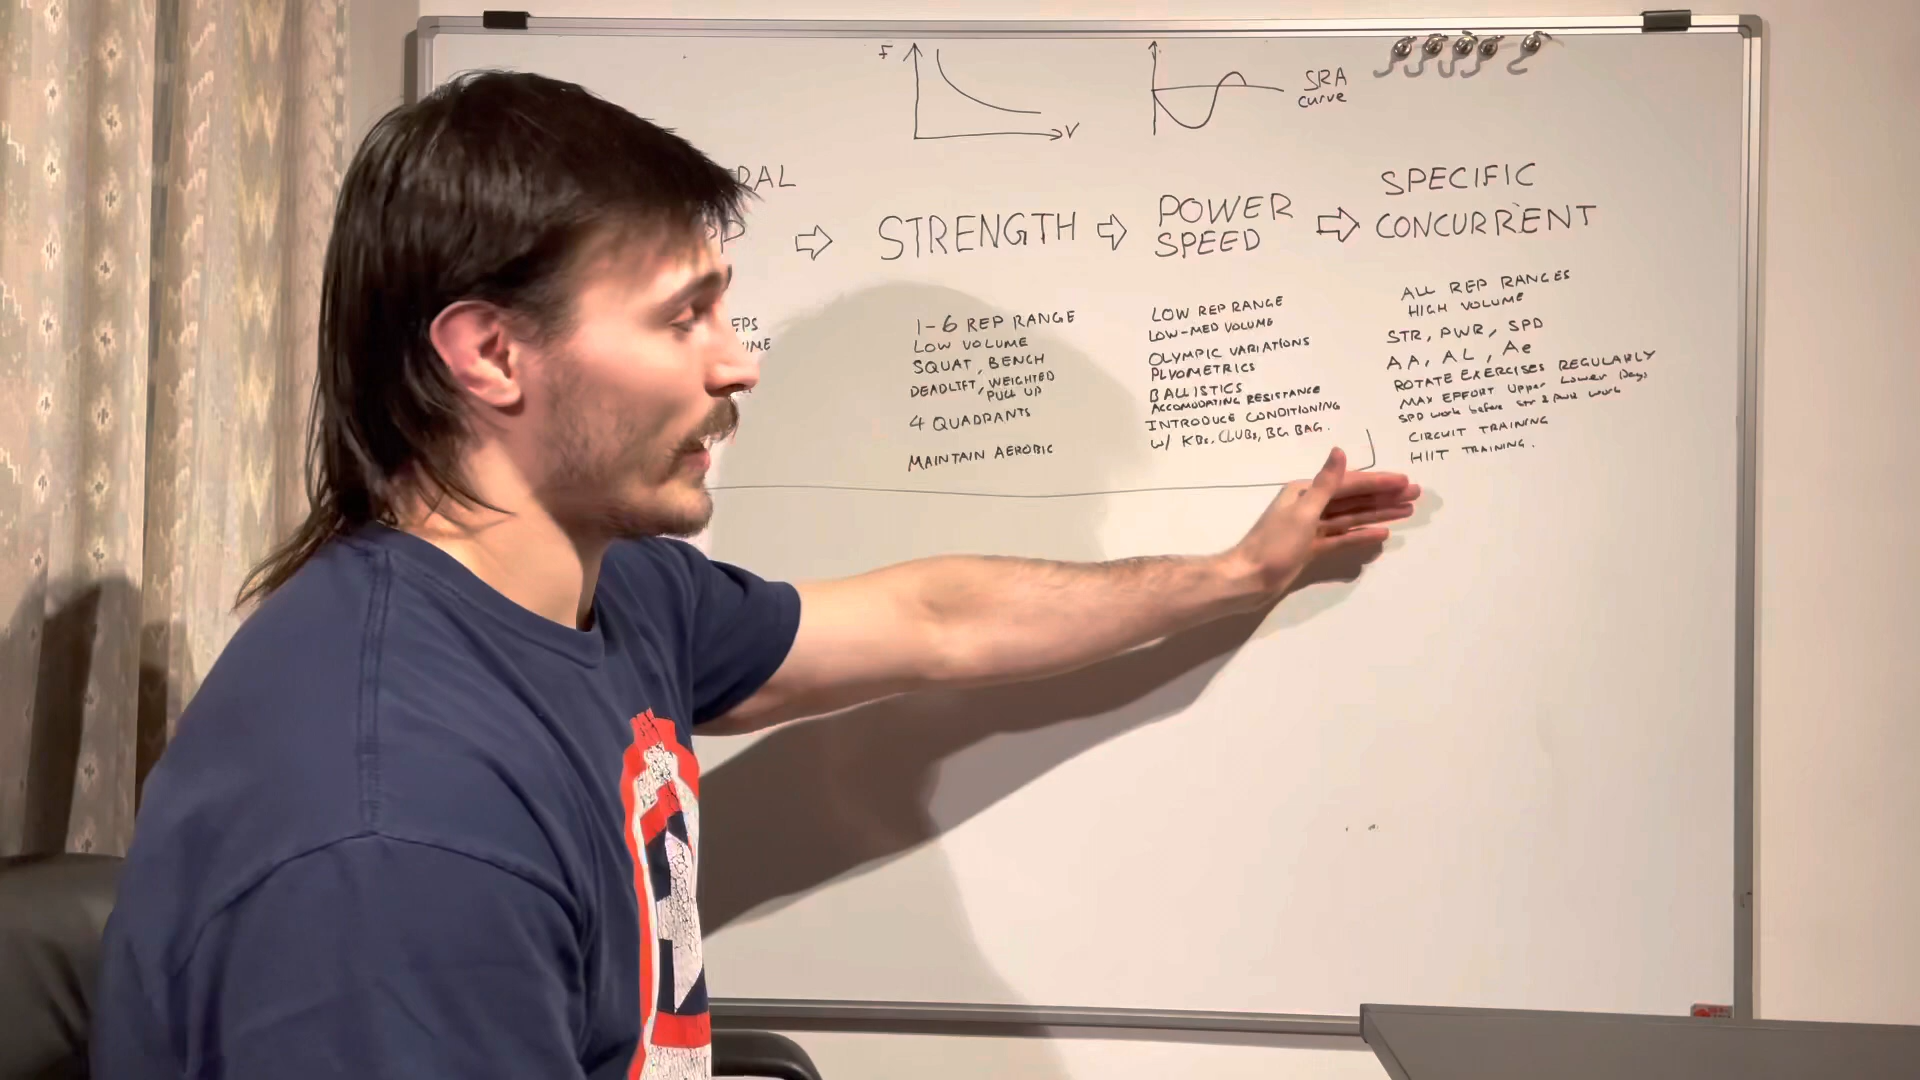 F
V
SRA
curve
STRENGTH
1-6 REP RANGE
LOW VOLUME
SQUAT, BENCH
DEADLIFT, WEIGHTED
PULL UP
4 QUADRANTS
MAINTAIN AEROBIC
POWER
SPEED
LOW REP RANGE
LOW-MED VOLUME
OLYMPIC VARIATIONS
PLYOMETRICS
BALLISTICS
ACCOMODATING RESISTANCE
INTRODUCE CONDITIONING
W/ KBs, CLUBS, BG BAG.
SPECIFIC
CONCURRENT
ALL REP RANGES
HIGH VOLUME
STR, PWR, SPD
AA, AL, Ae
ROTATE EXERCISES REGULARLY
MAX EFFORT Upper Lower Days
SPD work before str & PWR work
CIRCUIT TRAINING
HIIT TRAINING.